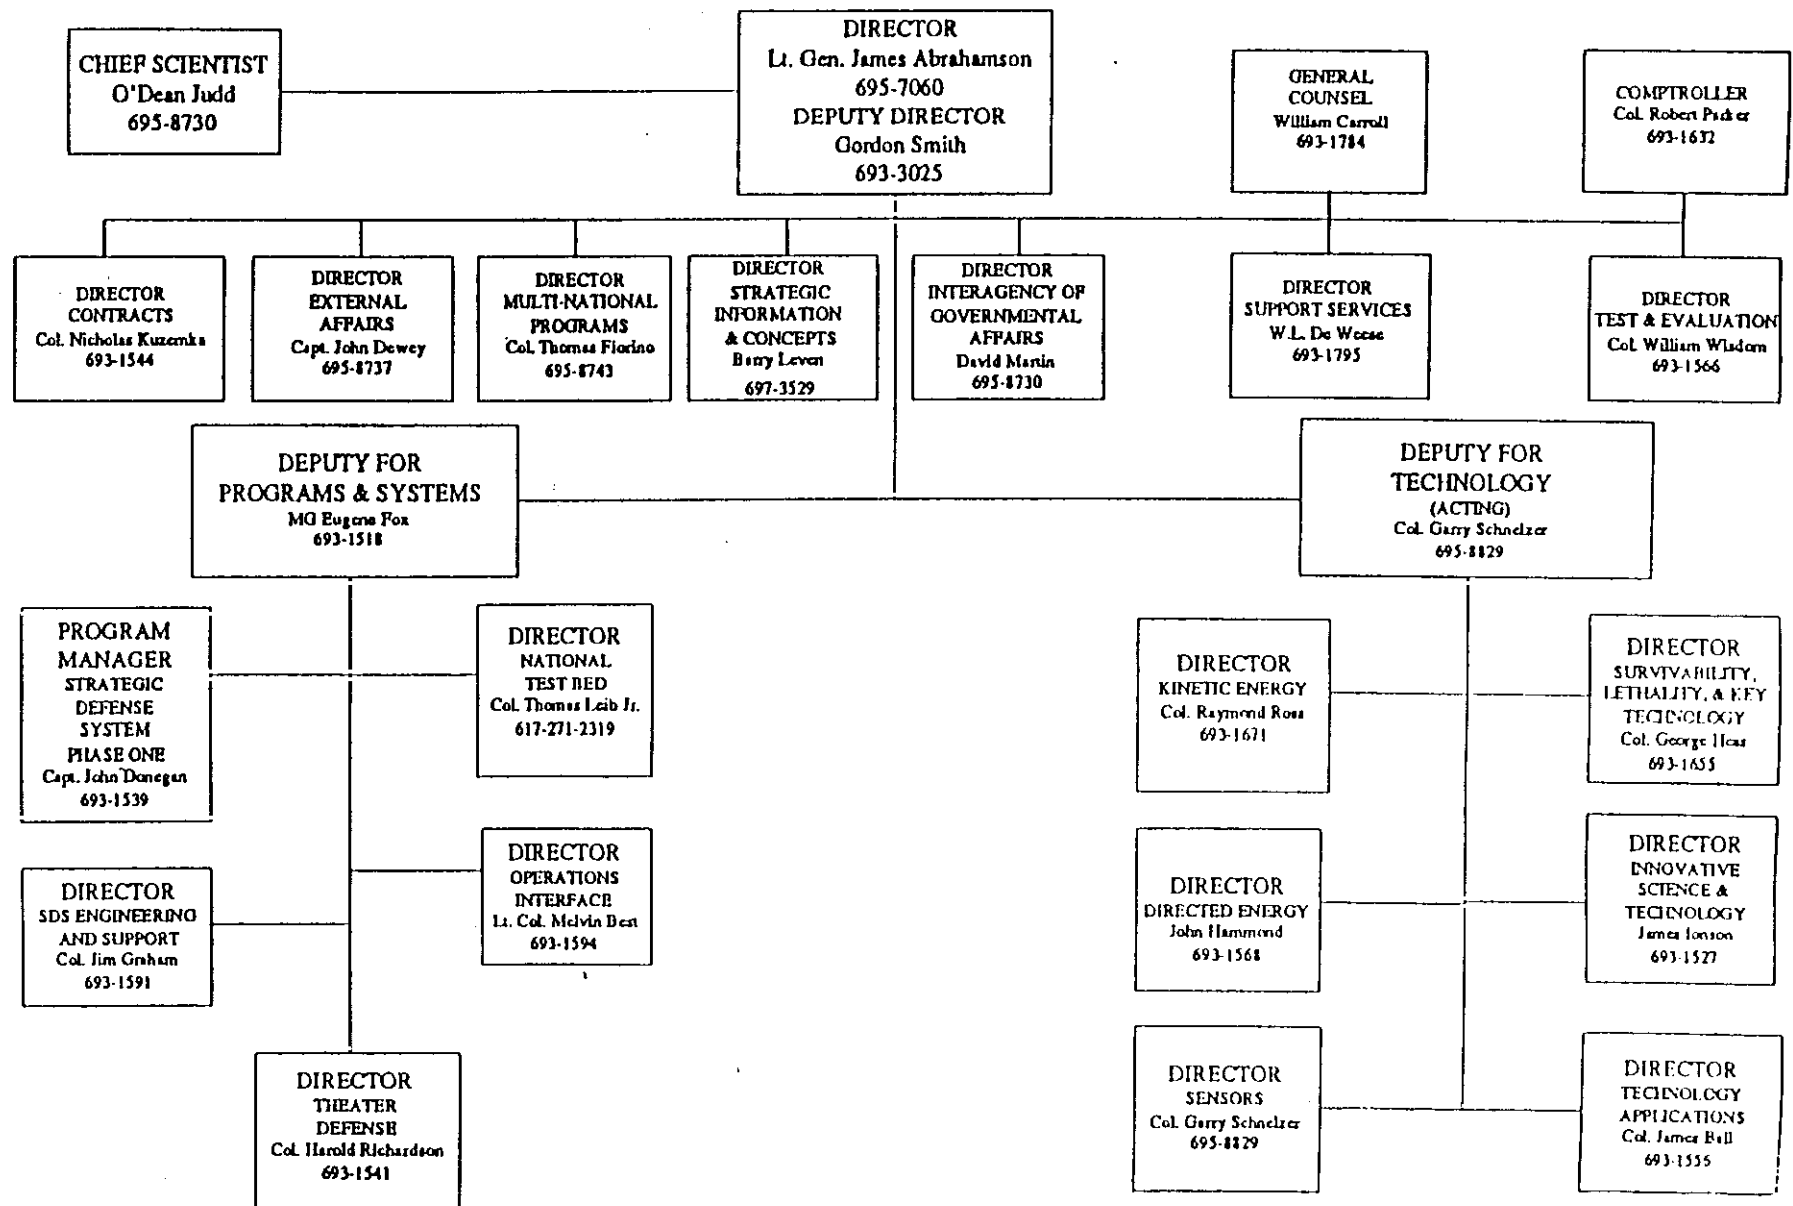 CHIEF SCIENTIST
O'Dean Judd
695-8730
DIRECTOR
Lt. Gen. James Abrahamson
695-7060
DEPUTY DIRECTOR
Gordon Smith
693-3025
GENERAL
COUNSEL
William Carroll
693-1784
COMPTROLLER
Col. Robert Parker
693-1632
DIRECTOR
CONTRACTS
Col. Nicholas Kuzemka
693-1544
DIRECTOR
EXTERNAL
AFFAIRS
Capt. John Dewey
695-8737
DIRECTOR
MULTI-NATIONAL
PROGRAMS
Col. Thomas Fiorino
695-8743
DIRECTOR
STRATEGIC
INFORMATION
& CONCEPTS
Barry Leven
697-3529
DIRECTOR
INTERAGENCY OF
GOVERNMENTAL
AFFAIRS
David Martin
695-8730
DIRECTOR
SUPPORT SERVICES
W.L. De Weese
693-1795
DIRECTOR
TEST & EVALUATION
Col. William Wisdom
693-1566
DEPUTY FOR
PROGRAMS & SYSTEMS
MG Eugene Fox
693-1518
DEPUTY FOR
TECHNOLOGY
(ACTING)
Col. Garry Schnelzer
695-8829
PROGRAM
MANAGER
STRATEGIC
DEFENSE
SYSTEM
PHASE ONE
Capt. John Donegan
693-1539
DIRECTOR
NATIONAL
TEST BED
Col. Thomas Leib Jr.
617-271-2319
DIRECTOR
KINETIC ENERGY
Col. Raymond Ross
693-1671
DIRECTOR
SURVIVABILITY,
LETHALITY, & KEY
TECHNOLOGY
Col. George Hess
693-1655
DIRECTOR
SDS ENGINEERING
AND SUPPORT
Col. Jim Graham
693-1591
DIRECTOR
OPERATIONS
INTERFACE
Lt. Col. Melvin Best
693-1594
DIRECTOR
DIRECTED ENERGY
John Hammond
693-1568
DIRECTOR
INNOVATIVE
SCIENCE &
TECHNOLOGY
James Ionson
693-1527
DIRECTOR
THEATER
DEFENSE
Col. Harold Richardson
693-1541
DIRECTOR
SENSORS
Col. Garry Schnelzer
695-8829
DIRECTOR
TECHNOLOGY
APPLICATIONS
Col. James Ball
693-1556